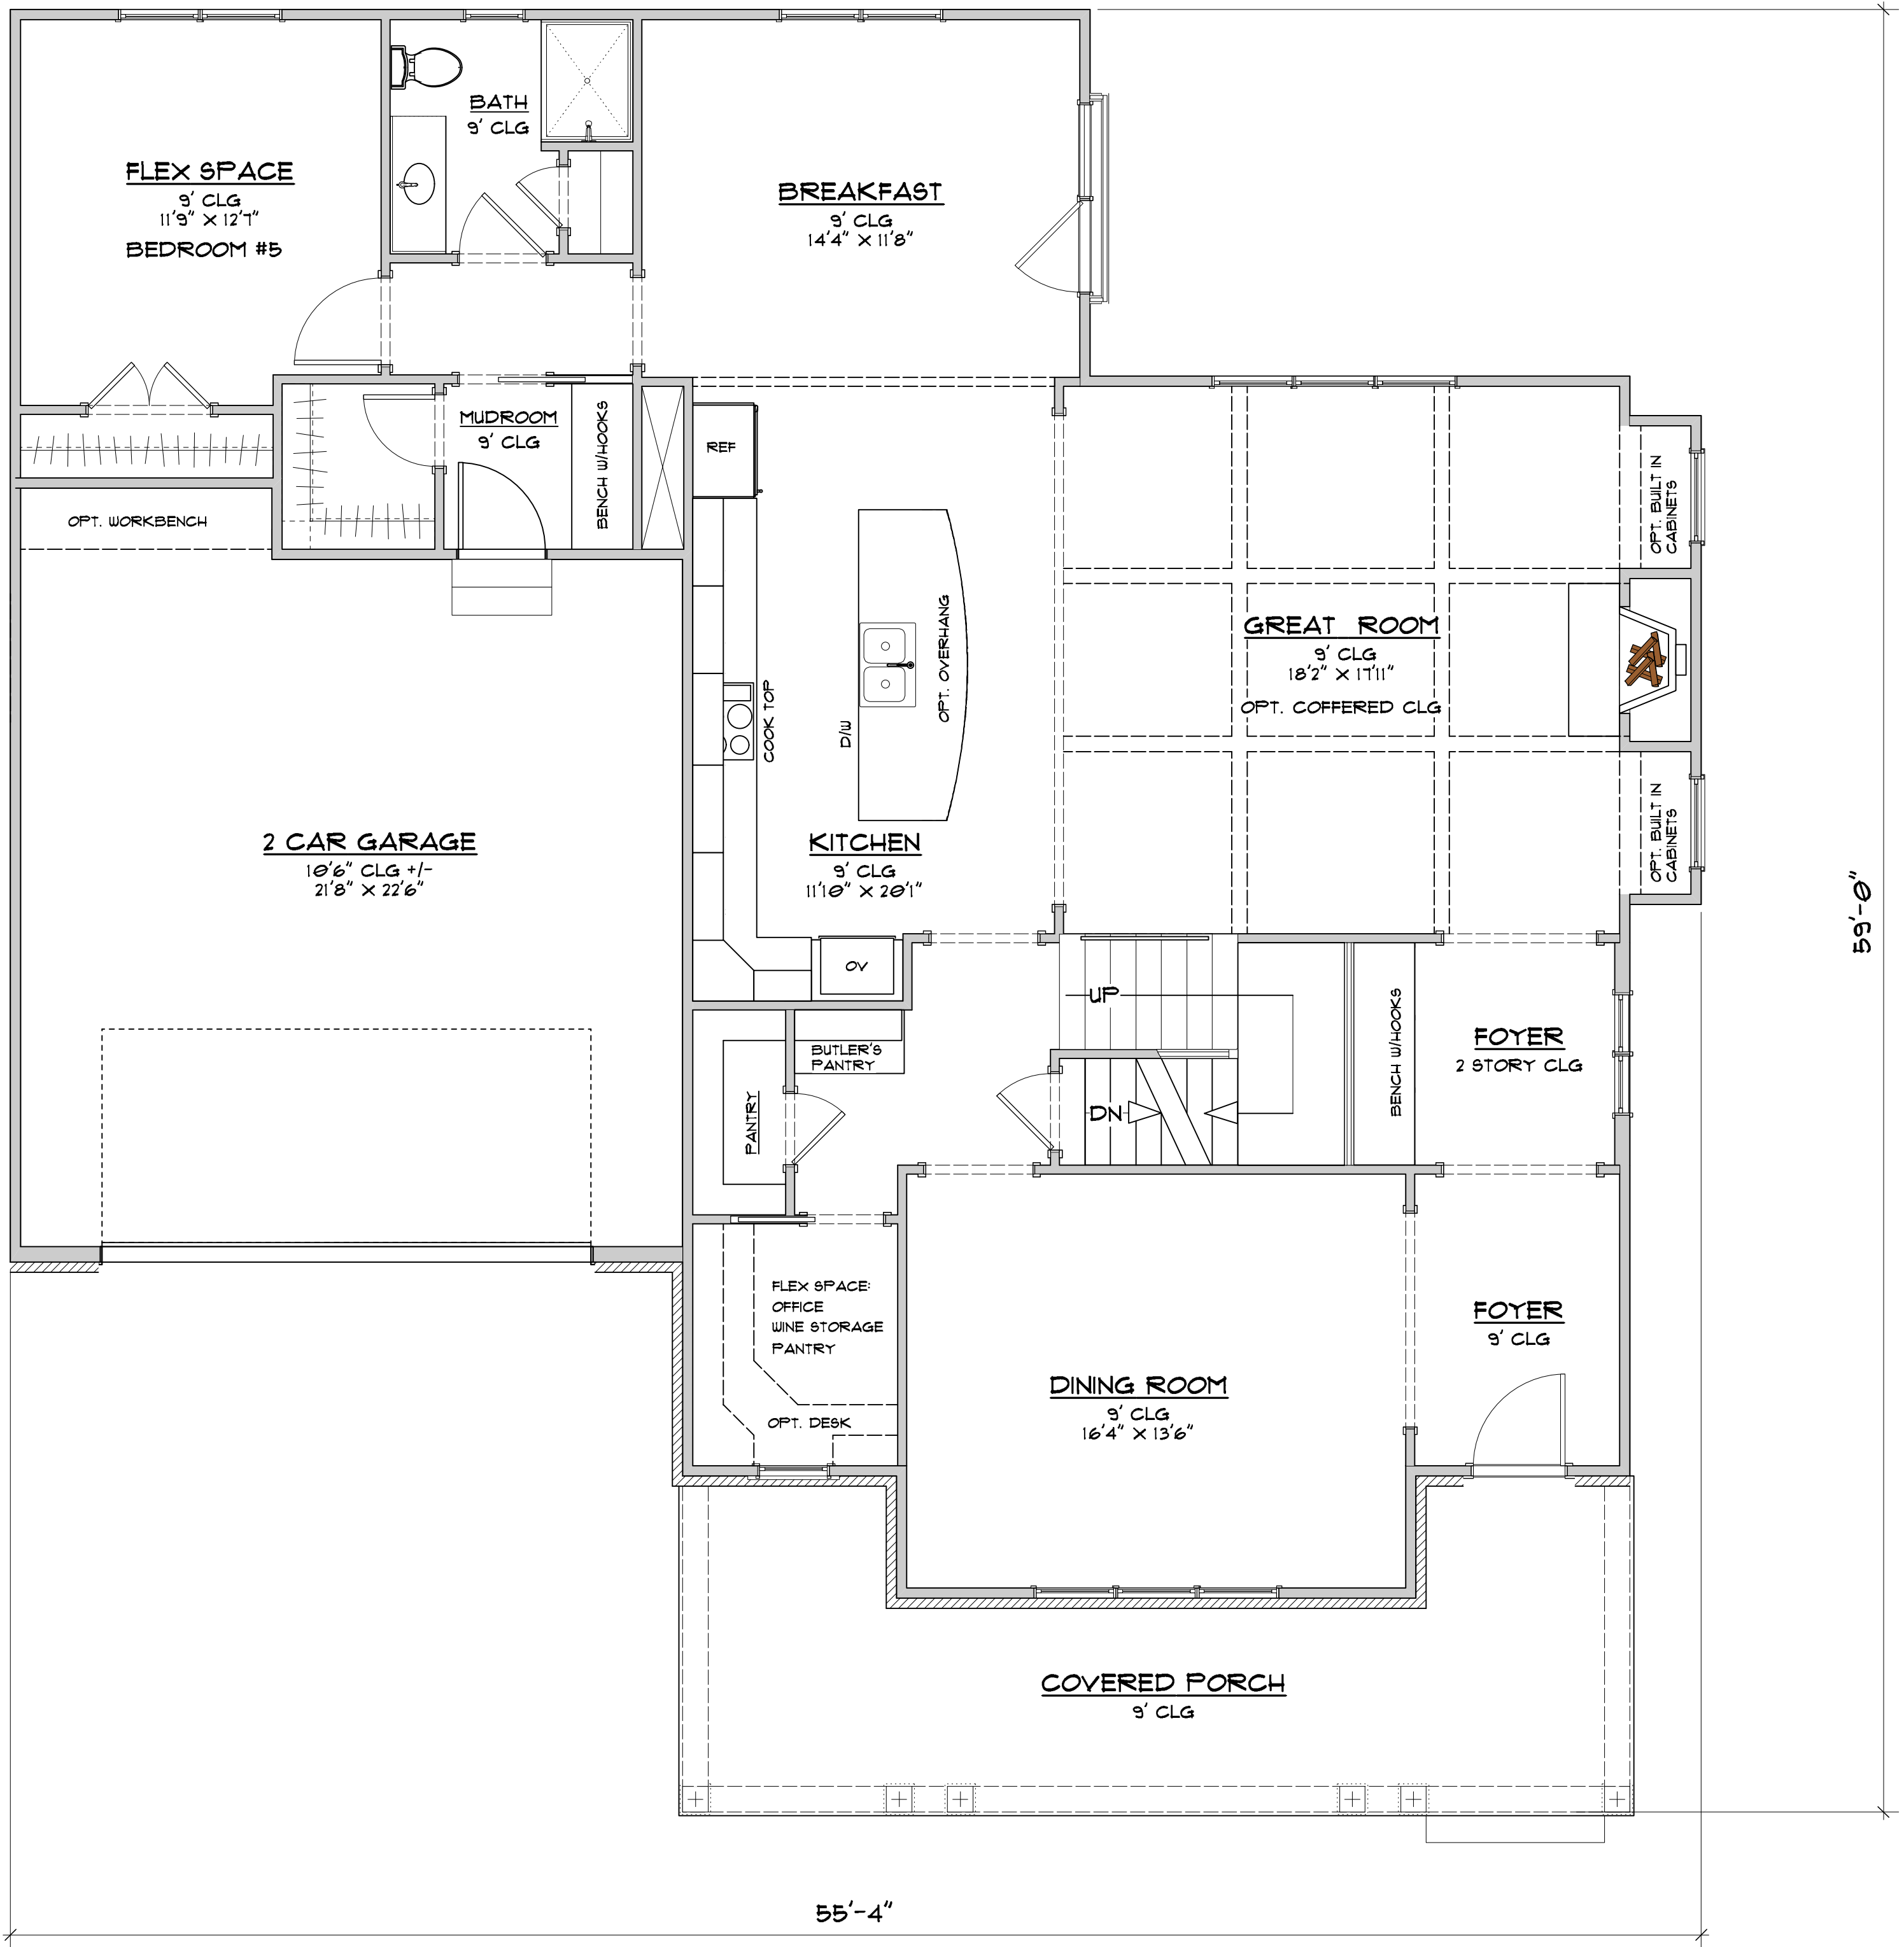 BATH
9' CLG
FLEX SPACE
9' CLG
11'9" X 12'7"
BEDROOM #5
BREAKFAST
9' CLG
14'4" X 11'8"
MUDROOM
9' CLG
BENCH W/HOOKS
REF
OPT. WORKBENCH
OPT. BUILT IN
CABINETS
GREAT ROOM
9' CLG
18'2" X 17'11"
OPT. COFFERED CLG
OPT. OVERHANG
COOK TOP
D/W
OPT. BUILT IN
CABINETS
2 CAR GARAGE
10'6" CLG +/-
21'8" X 22'6"
KITCHEN
9' CLG
11'10" X 20'1"
59'-0"
OV
UP
BENCH W/HOOKS
FOYER
2 STORY CLG
BUTLER'S
PANTRY
PANTRY
DN
FLEX SPACE:
OFFICE
WINE STORAGE
PANTRY
OPT. DESK
FOYER
9' CLG
DINING ROOM
9' CLG
16'4" X 13'6"
COVERED PORCH
9' CLG
55'-4"